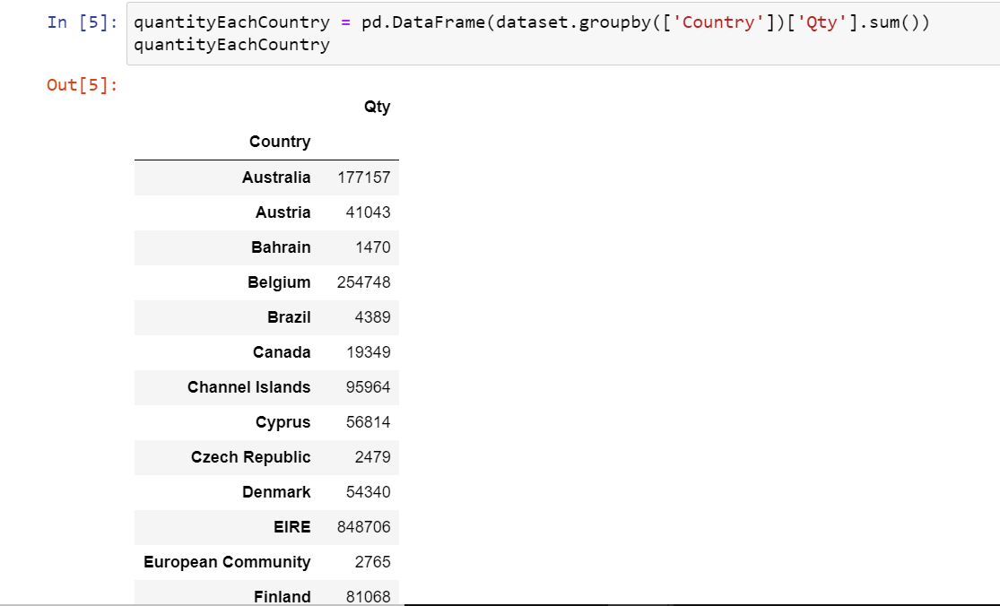 In [5]: quantityEachCountry = pd.DataFrame(dataset.groupby(['Country'])['Qty'].sum())
quantityEachCountry
Out[5]:
Qty
Country
Australia 177157
Austria 41043
Bahrain 1470
Belgium 254748
Brazil 4389
Canada 19349
Channel Islands 95964
Cyprus 56814
Czech Republic 2479
Denmark 54340
EIRE 848706
European Community 2765
Finland 81068